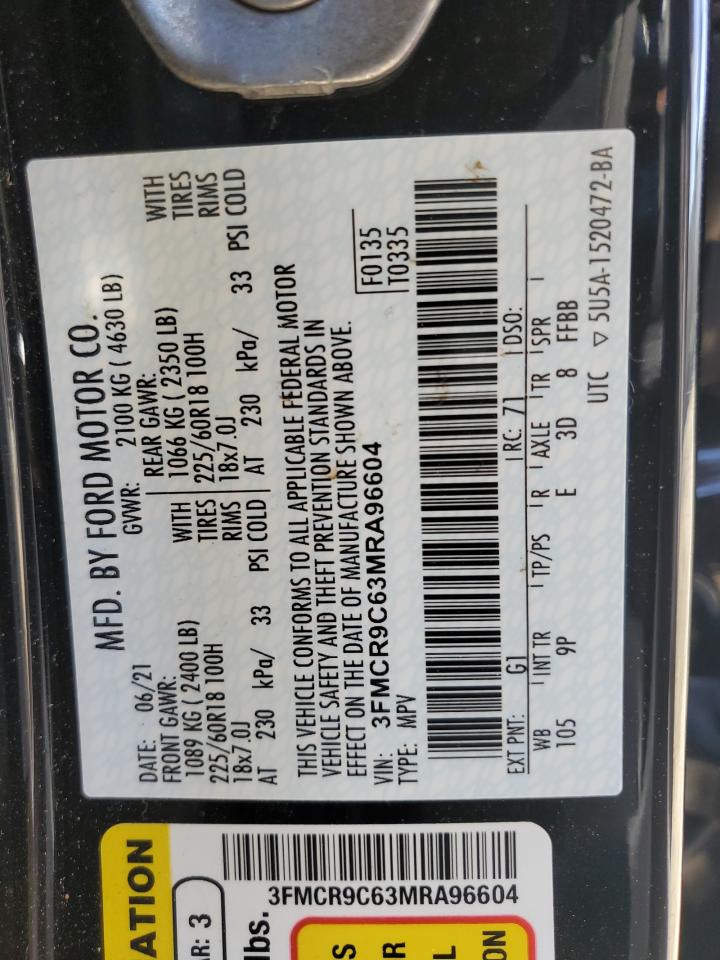 MFD. BY FORD MOTOR CO.
DATE: 06/21
GVWR:
2100 KG ( 4630 LB)
FRONT GAWR:
REAR GAWR:
1089 KG ( 2400 LB)
WITH
1066 KG ( 2350 LB)
WITH
225/60R18 100H
TIRES
225/60R18 100H
TIRES
18x7.0J
RIMS
18x7.0J
RIMS
AT 230 kPa/ 33 PSI COLD
AT 230 kPa/ 33 PSI COLD
THIS VEHICLE CONFORMS TO ALL APPLICABLE FEDERAL MOTOR
VEHICLE SAFETY AND THEFT PREVENTION STANDARDS IN
EFFECT ON THE DATE OF MANUFACTURE SHOWN ABOVE.
VIN: 3FMCR9C63MRA96604
TYPE: MPV
F0135
T0335
EXT PNT: G1
RC: 71
DSO:
WB
INT TR
TP/PS
R
AXLE
TR
SPR
105
9P
E
3D
8
FFBB
UTC ▽ 5U5A-1520472-BA
ATION
AR: 3
lbs.
3FMCR9C63MRA96604
S
R
L
ON